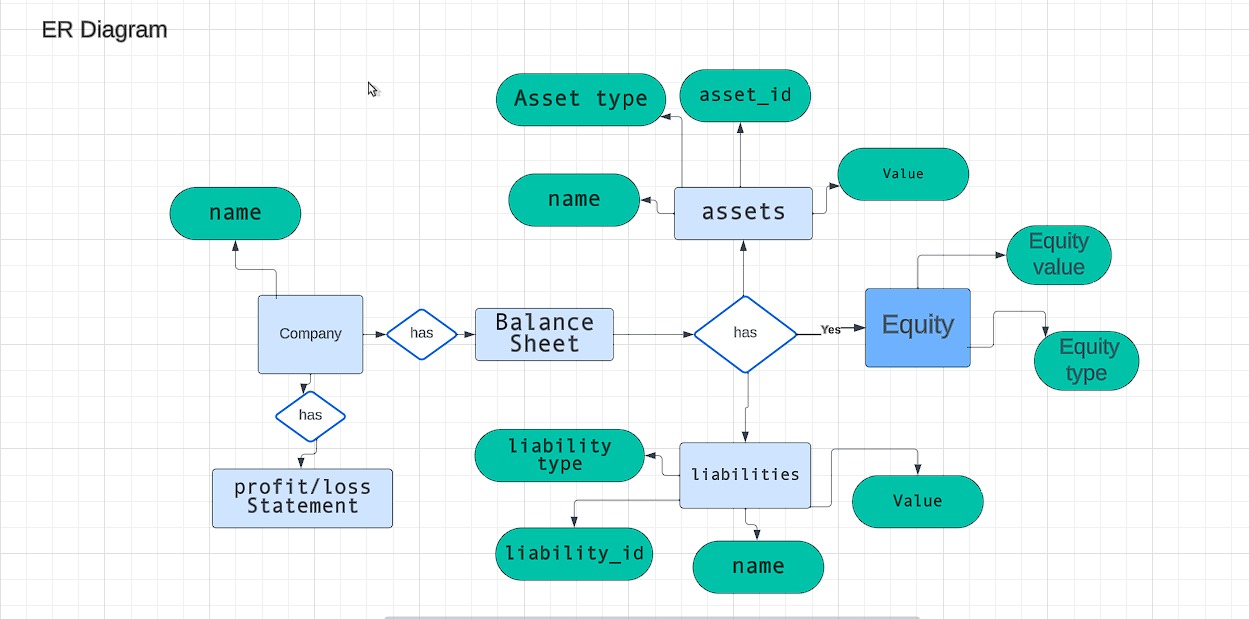 ER Diagram
Asset type
asset_id
Value
name
assets
name
Equity
value
Company
has
Balance
Sheet
has
Yes
Equity
Equity
type
has
profit/loss
Statement
liability
type
liabilities
Value
liability_id
name